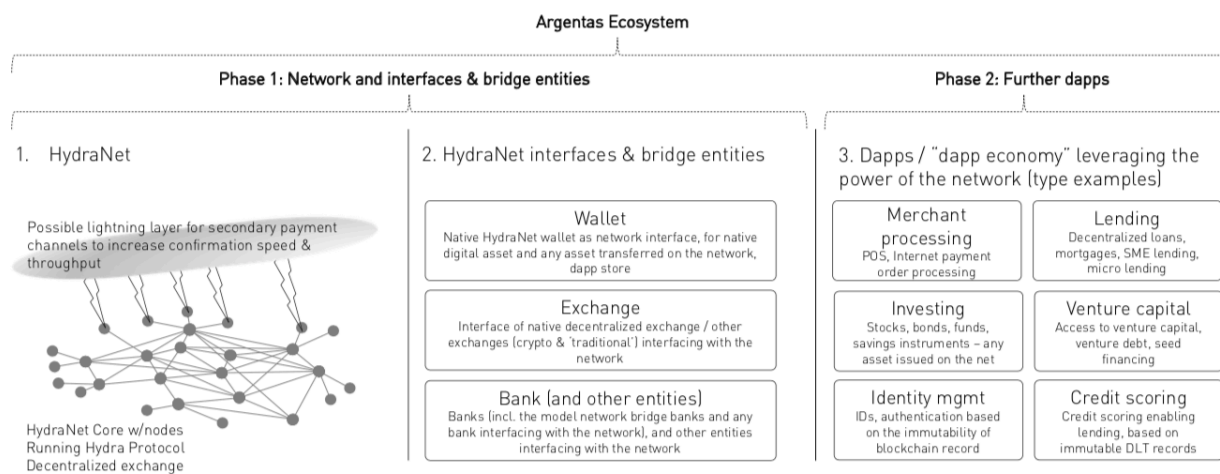 Argentas Ecosystem
Phase 1: Network and interfaces & bridge entities
Phase 2: Further dapps
1. HydraNet
Possible lightning layer for secondary payment
channels to increase confirmation speed &
throughput
HydraNet Core w/nodes
Running Hydra Protocol
Decentralized exchange
2. HydraNet interfaces & bridge entities
Wallet
Native HydraNet wallet as network interface, for native
digital asset and any asset transferred on the network,
dapp store
Exchange
Interface of native decentralized exchange / other
exchanges (crypto & 'traditional') interfacing with the
network
Bank (and other entities)
Banks (incl. the model network bridge banks and any
bank interfacing with the network), and other entities
interfacing with the network
3. Dapps / "dapp economy" leveraging the
power of the network (type examples)
Merchant
processing
POS, Internet payment
order processing
Lending
Decentralized loans,
mortgages, SME lending,
micro lending
Investing
Stocks, bonds, funds,
savings instruments – any
asset issued on the net
Venture capital
Access to venture capital,
venture debt, seed
financing
Identity mgmt
IDs, authentication based
on the immutability of
blockchain record
Credit scoring
Credit scoring enabling
lending, based on
immutable DLT records